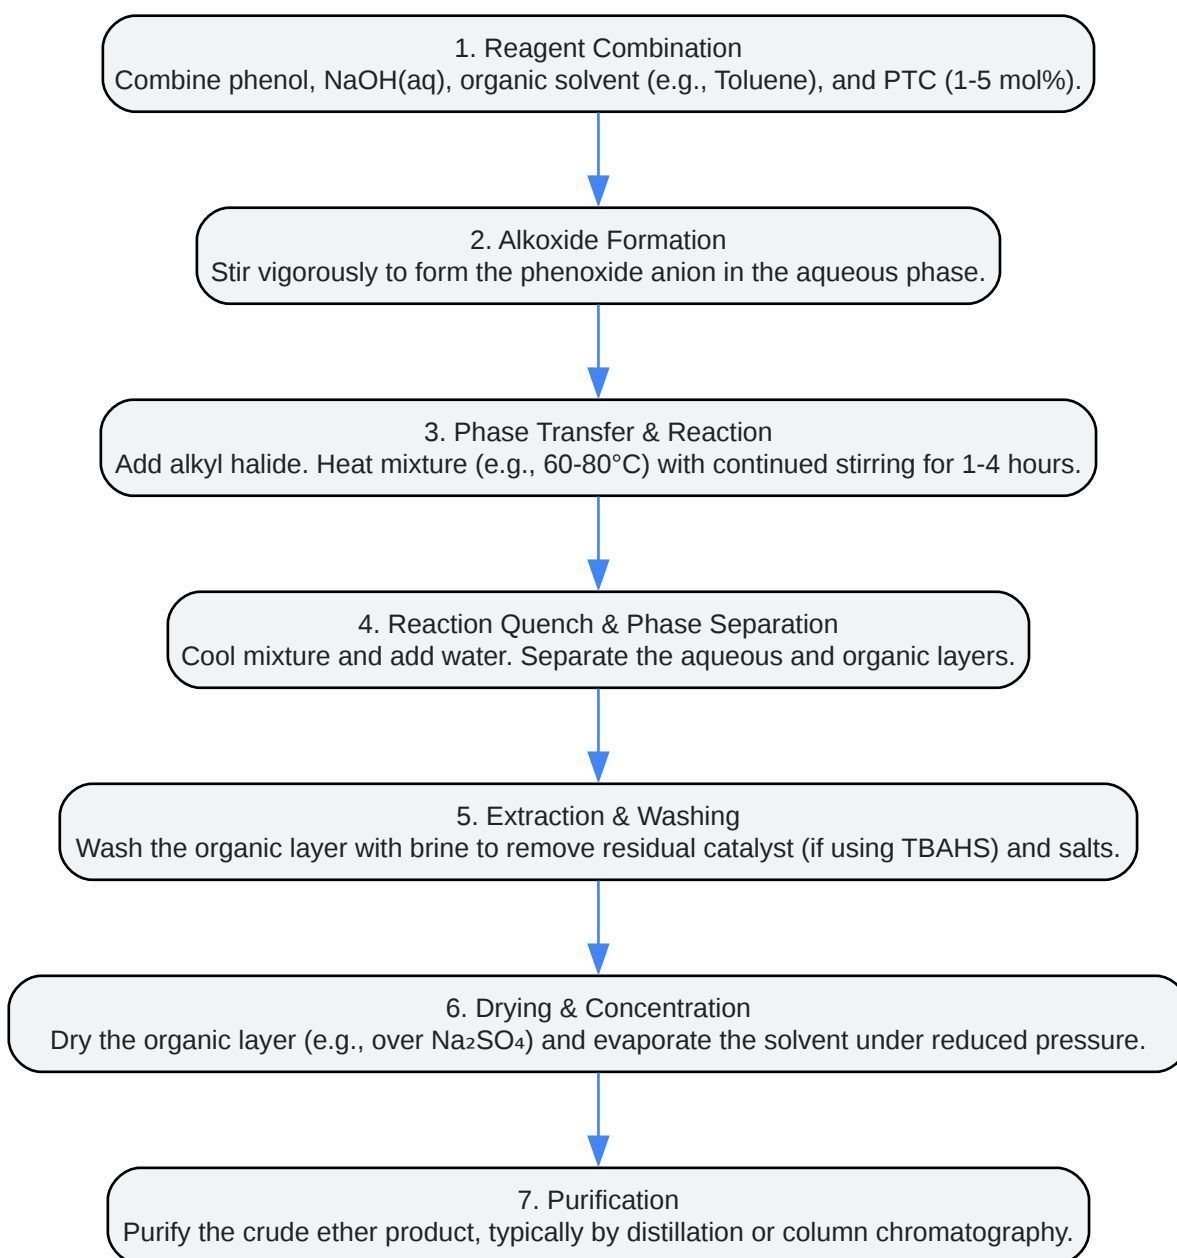 1. Reagent Combination
Combine phenol, NaOH(aq), organic solvent (e.g., Toluene), and PTC (1-5 mol%).
2. Alkoxide Formation
Stir vigorously to form the phenoxide anion in the aqueous phase.
3. Phase Transfer & Reaction
Add alkyl halide. Heat mixture (e.g., 60-80°C) with continued stirring for 1-4 hours.
4. Reaction Quench & Phase Separation
Cool mixture and add water. Separate the aqueous and organic layers.
5. Extraction & Washing
Wash the organic layer with brine to remove residual catalyst (if using TBAHS) and salts.
6. Drying & Concentration
Dry the organic layer (e.g., over Na₂SO₄) and evaporate the solvent under reduced pressure.
7. Purification
Purify the crude ether product, typically by distillation or column chromatography.